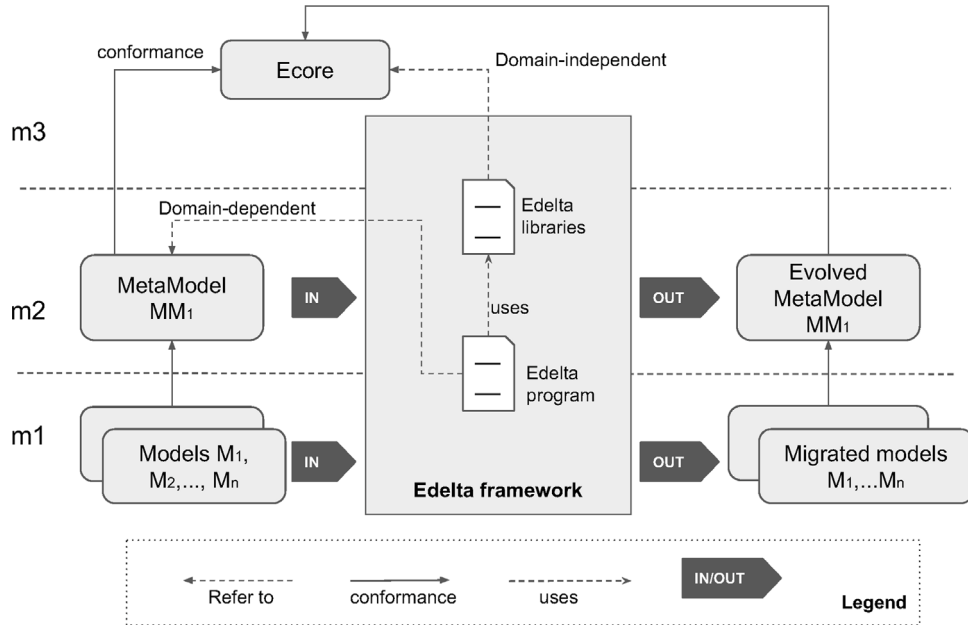 conformance
Ecore
Domain-independent
m3
Domain-dependent
Edelta
libraries
MetaModel
MM1
IN
OUT
Evolved
MetaModel
MM1
m2
uses
Edelta
program
m1
Models M1,
M2,..., Mn
IN
OUT
Migrated models
M1,...Mn
Edelta framework
Refer to
conformance
uses
IN/OUT
Legend